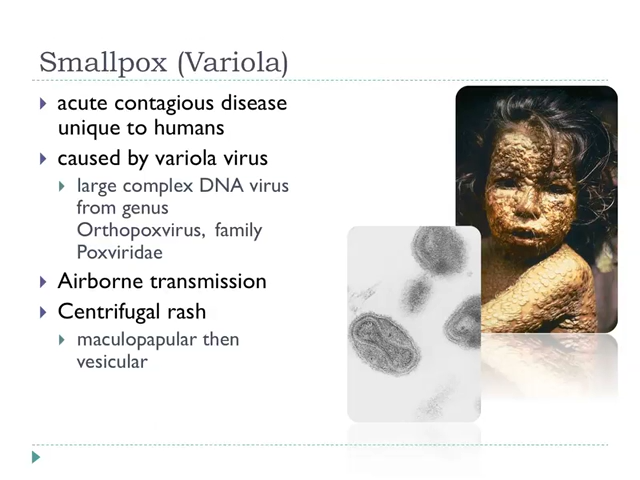 Smallpox (Variola)
acute contagious disease
unique to humans
caused by variola virus
large complex DNA virus
from genus
Orthopoxvirus, family
Poxviridae
Airborne transmission
Centrifugal rash
maculopapular then
vesicular